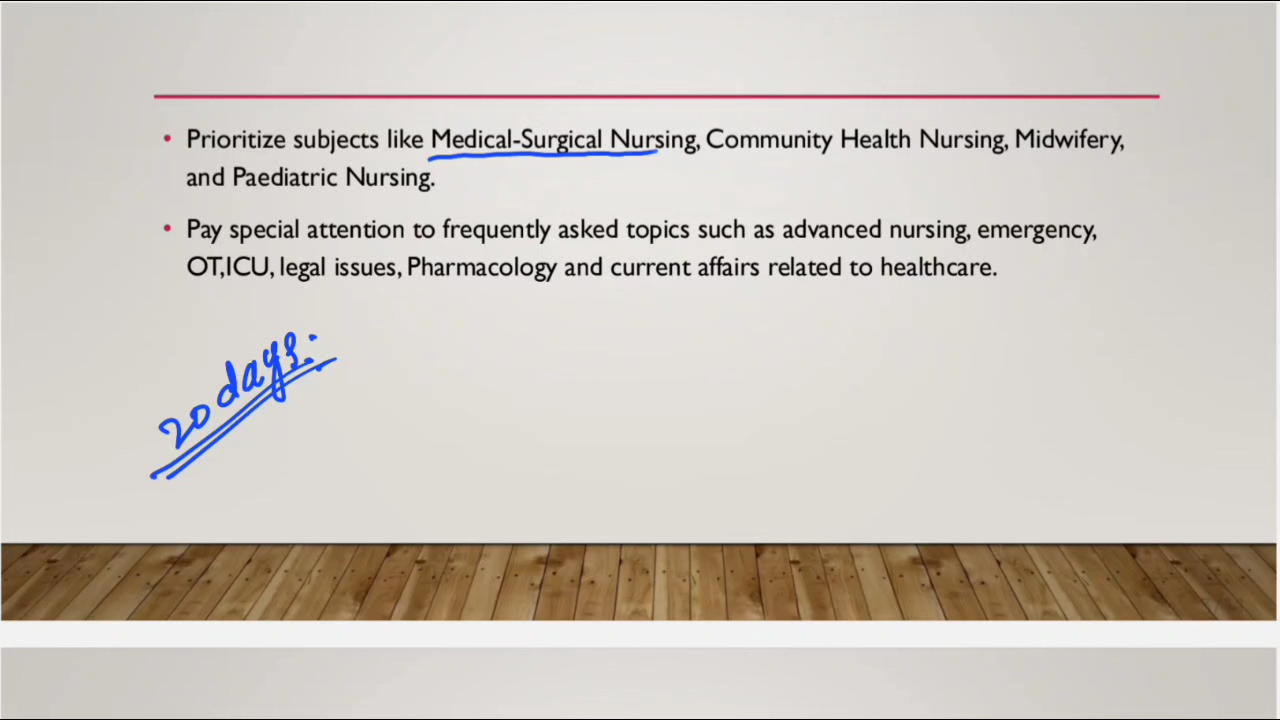 • Prioritize subjects like Medical-Surgical Nursing, Community Health Nursing, Midwifery,
and Paediatric Nursing.
• Pay special attention to frequently asked topics such as advanced nursing, emergency,
OT,ICU, legal issues, Pharmacology and current affairs related to healthcare.
20 days: